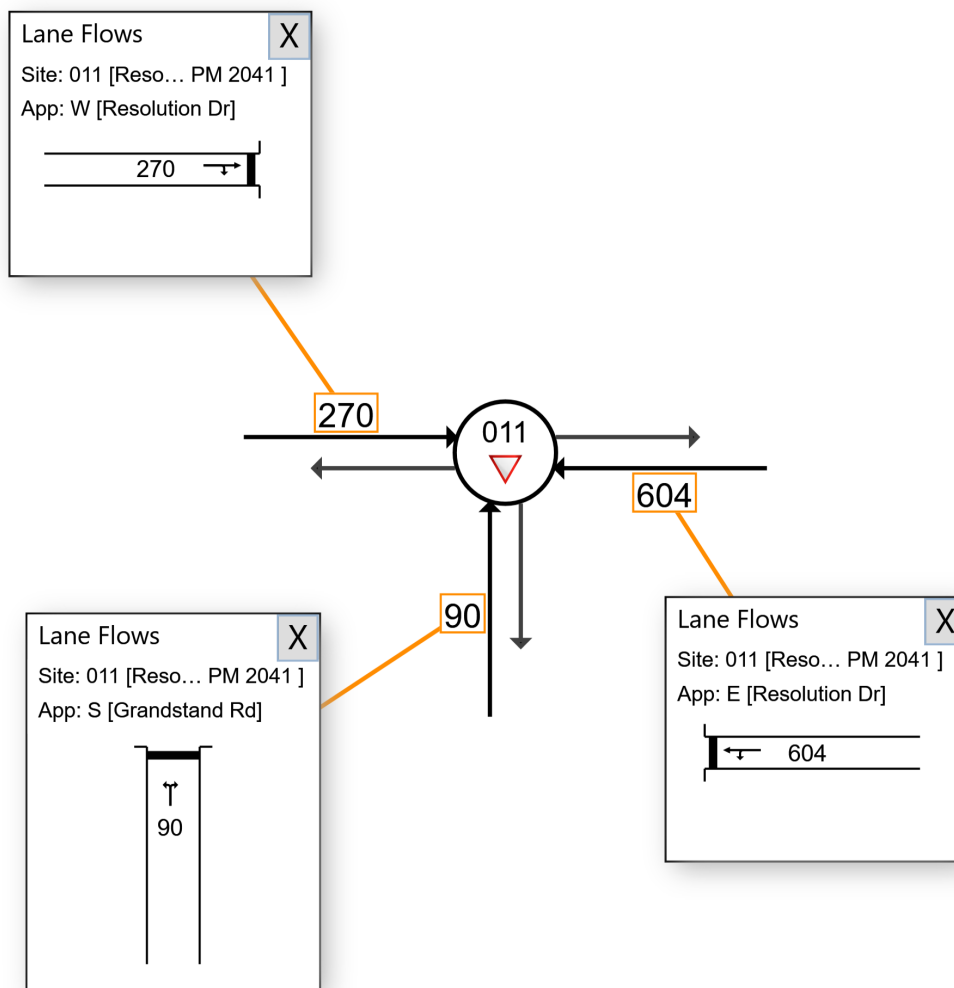 Lane Flows
X
Site: 011 [Reso... PM 2041 ]
App: W [Resolution Dr]
270
270
011
604
90
Lane Flows
X
Site: 011 [Reso... PM 2041 ]
App: S [Grandstand Rd]
90
Lane Flows
X
Site: 011 [Reso... PM 2041 ]
App: E [Resolution Dr]
604